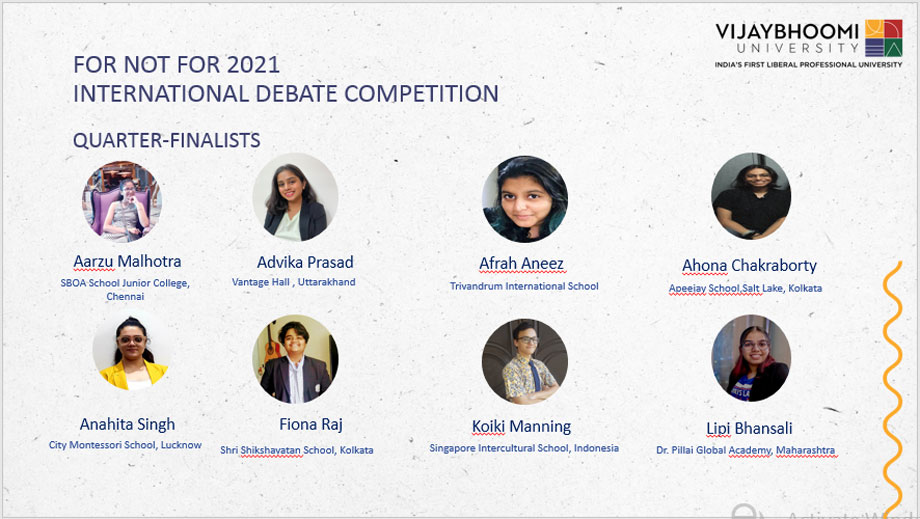 VIJAYBHOOMI
UNIVERSITY
INDIA'S FIRST LIBERAL PROFESSIONAL UNIVERSITY
FOR NOT FOR 2021
INTERNATIONAL DEBATE COMPETITION
QUARTER-FINALISTS
Aarzu Malhotra
SBOA School Junior College,
Chennai
Advika Prasad
Vantage Hall , Uttarakhand
Afrah Aneez
Trivandrum International School
Ahona Chakraborty
Apeejay School,Salt Lake, Kolkata
Anahita Singh
City Montessori School, Lucknow
Fiona Raj
Shri Shikshayatan School, Kolkata
Koiki Manning
Singapore Intercultural School, Indonesia
Lipi Bhansali
Dr. Pillai Global Academy, Maharashtra